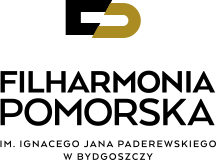 FILHARMONIA
POMORSKA
IM. IGNACEGO JANA PADEREWSKIEGO
W BYDGOSZCZY